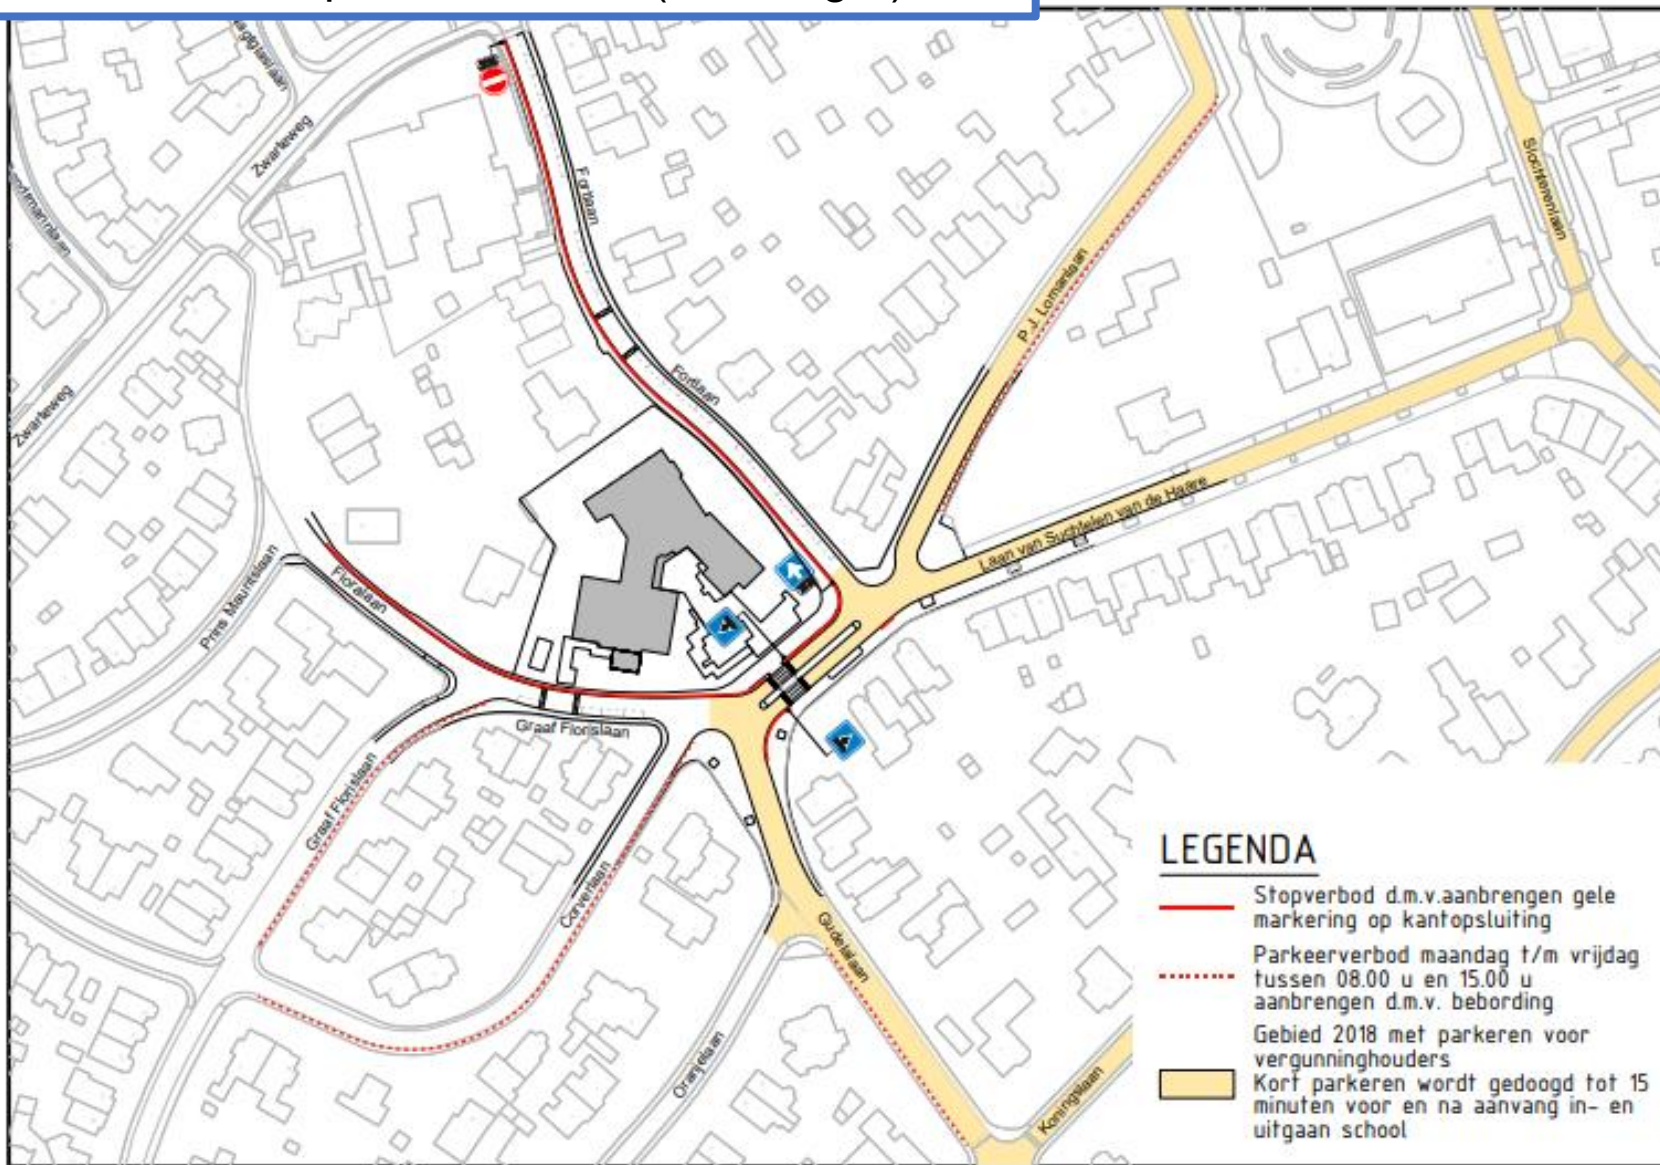 Zwarteweg
Fortlaan
P.J. Lomanlaan
Slochterenlaan
Zwarteweg
Fortlaan
Laan van Suchtelen van de Haare
Prins Mauritslaan
Floralaan
Graaf Florislaan
Graaf Florislaan
Corverlaan
Gudelalaan
Oranjelaan
Koningslaan
LEGENDA
Stopverbod d.m.v.aanbrengen gele
markering op kantopsluiting
Parkeerverbod maandag t/m vrijdag
tussen 08.00 u en 15.00 u
aanbrengen d.m.v. bebording
Gebied 2018 met parkeren voor
vergunninghouders
Kort parkeren wordt gedoogd tot 15
minuten voor en na aanvang in- en
uitgaan school